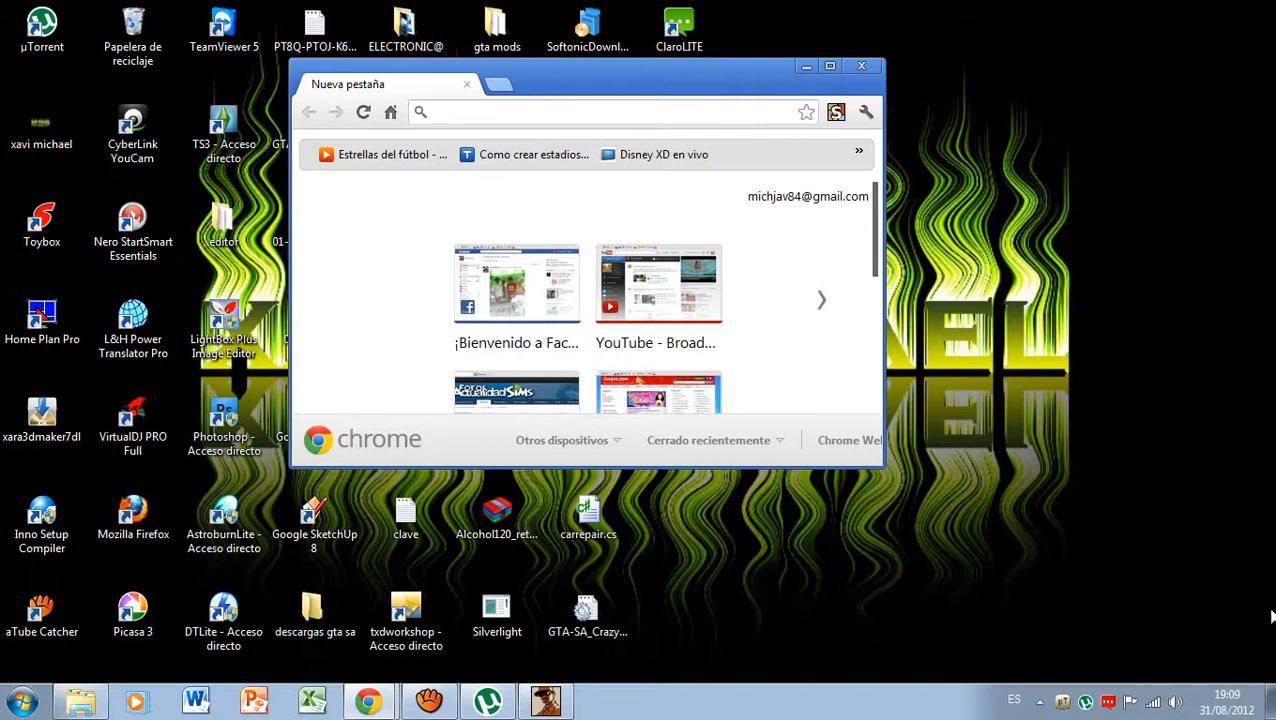 µTorrent
Papelera de
reciclaje
TeamViewer 5
PT8Q-PTOJ-K6...
ELECTRONIC@
gta mods
SoftonicDownl...
ClaroLITE
Nueva pestaña
Estrellas del fútbol - ...
Como crear estadios...
Disney XD en vivo
»
michjav84@gmail.com
¡Bienvenido a Fac...
YouTube - Broad...
chrome
Otros dispositivos
Cerrado recientemente
Chrome Wel
xavi michael
CyberLink
YouCam
TS3 - Acceso
directo
Toybox
Nero StartSmart
Essentials
editor
Home Plan Pro
L&H Power
Translator Pro
Lightbox Plus
Image Editor
xara3dmaker7dl
VirtualDJ PRO
Full
Photoshop -
Acceso directo
Inno Setup
Compiler
Mozilla Firefox
AstroburnLite -
Acceso directo
Google SketchUp
8
clave
Alcohol120_ret...
carrepair.cs
aTube Catcher
Picasa 3
DTLite - Acceso
directo
descargas gta sa
txdworkshop -
Acceso directo
Silverlight
GTA-SA_Crazy...
ES
19:09
31/08/2012